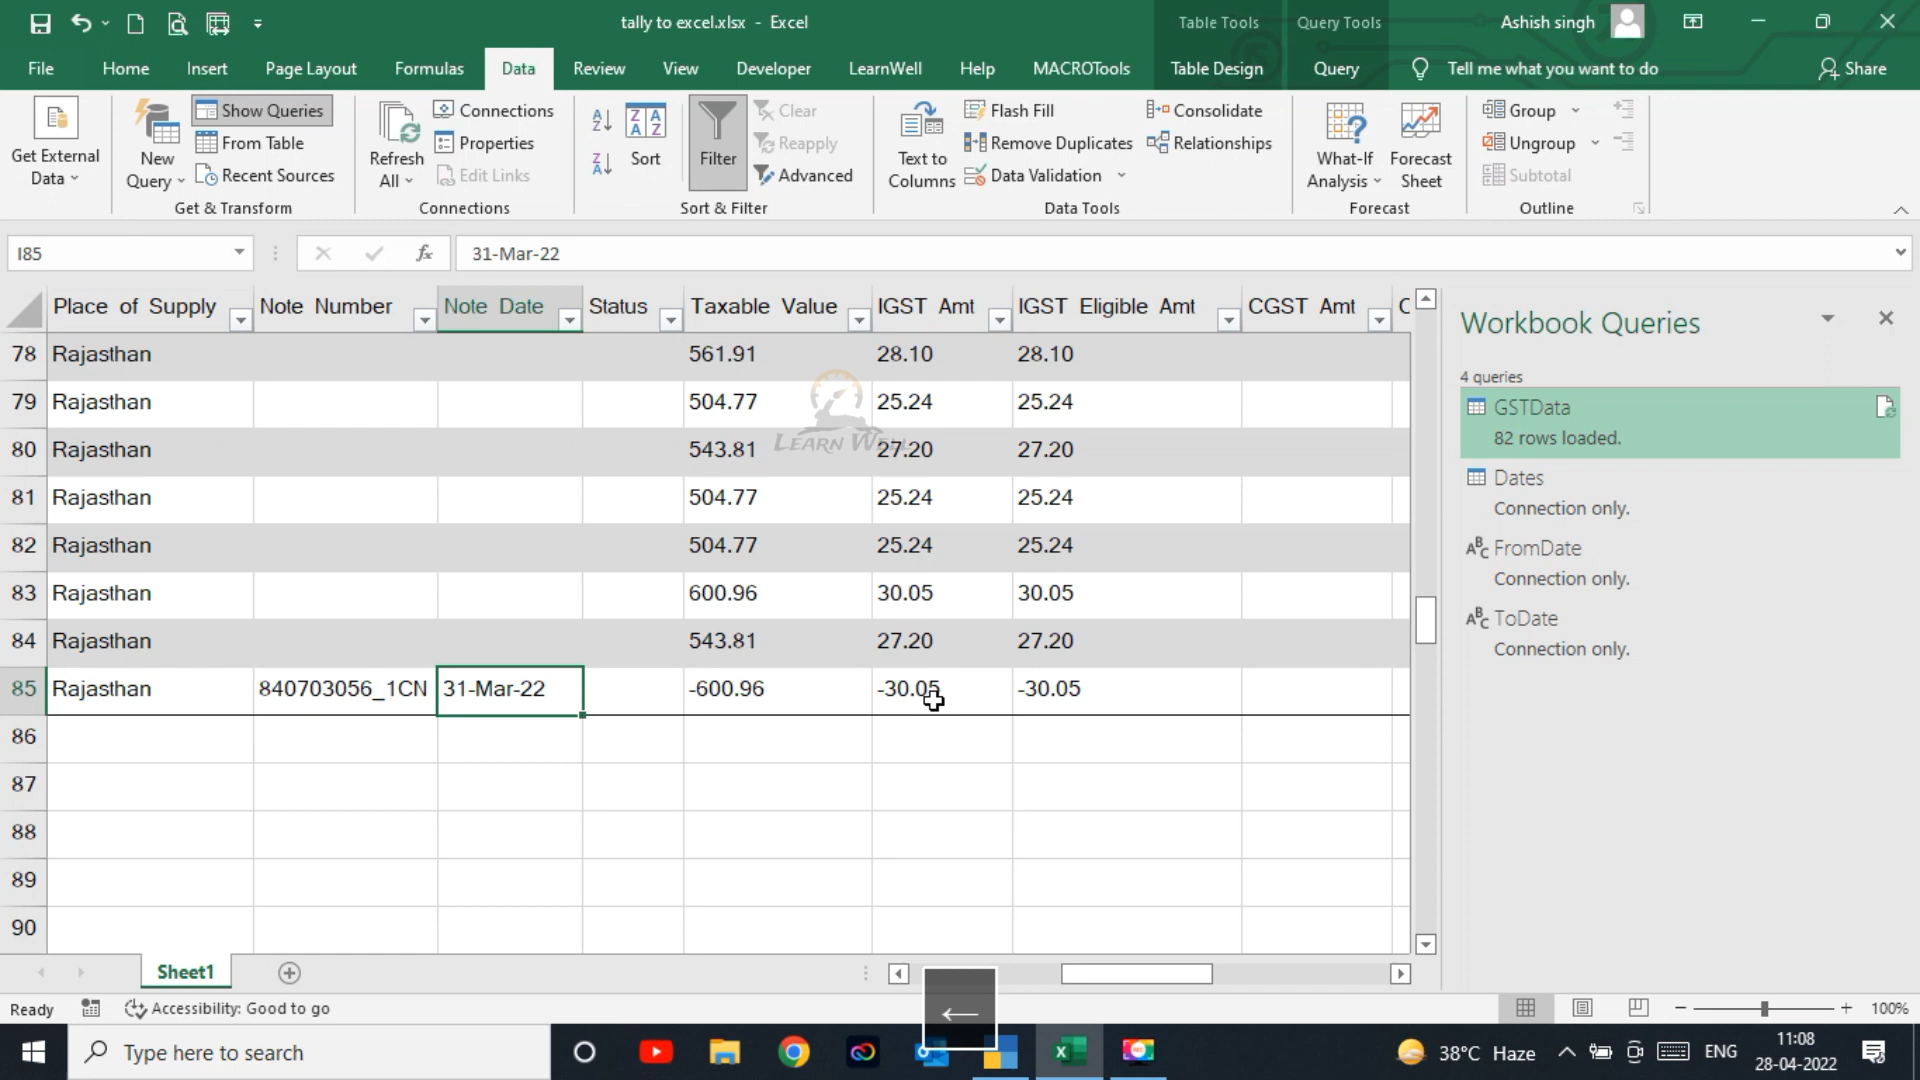 tally to excel.xlsx - Excel
Table Tools
Query Tools
Ashish singh
File
Home
Insert
Page Layout
Formulas
Data
Review
View
Developer
LearnWell
Help
MACROTools
Table Design
Query
Tell me what you want to do
Share
Get External Data
New Query
Show Queries
From Table
Recent Sources
Get & Transform
Refresh All
Connections
Properties
Edit Links
Connections
A Z
Z A
Z A
A Z
Sort
Filter
Clear
Reapply
Advanced
Sort & Filter
Text to Columns
Flash Fill
Remove Duplicates
Data Validation
Consolidate
Relationships
Data Tools
What-If Analysis
Forecast Sheet
Forecast
Group
Ungroup
Subtotal
Outline
I85
fx
31-Mar-22
Place of Supply Note Number Note Date Status Taxable Value IGST Amt IGST Eligible Amt CGST Amt C
78 Rajasthan 561.91 28.10 28.10
79 Rajasthan 504.77 25.24 25.24
80 Rajasthan 543.81 27.20 27.20
81 Rajasthan 504.77 25.24 25.24
82 Rajasthan 504.77 25.24 25.24
83 Rajasthan 600.96 30.05 30.05
84 Rajasthan 543.81 27.20 27.20
85 Rajasthan 840703056_1CN 31-Mar-22 -600.96 -30.05 -30.05
86
87
88
89
90
LEARN WELL
Workbook Queries
4 queries
GSTData
82 rows loaded.
Dates
Connection only.
ABC FromDate
Connection only.
ABC ToDate
Connection only.
Sheet1
Ready
Accessibility: Good to go
100%
Type here to search
38°C Haze
ENG
11:08
28-04-2022